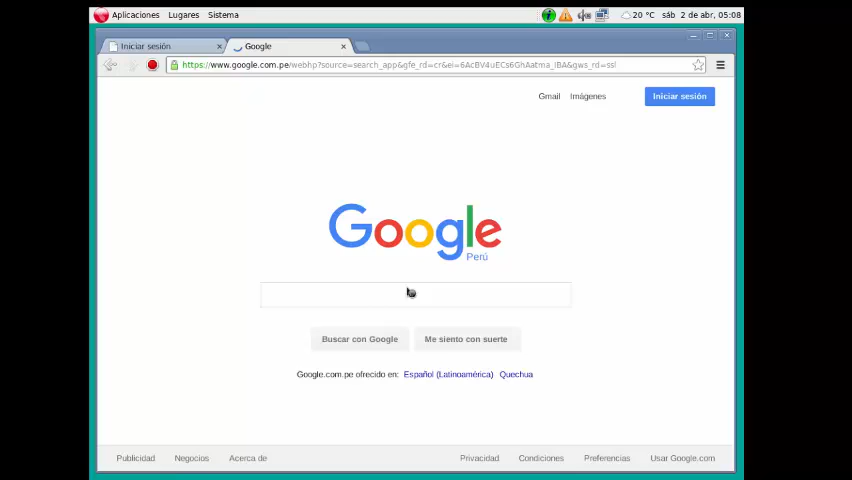 Aplicaciones Lugares Sistema 20 °C sáb 2 de abr, 05:08
Iniciar sesión Google
https://www.google.com.pe/webhp?source=search_app&gfe_rd=cr&ei=6AcBV4uECs6GhAatma_IBA&gws_rd=ssl
Gmail Imágenes Iniciar sesión
Google
Perú
Buscar con Google Me siento con suerte
Google.com.pe ofrecido en: Español (Latinoamérica) Quechua
Publicidad Negocios Acerca de Privacidad Condiciones Preferencias Usar Google.com